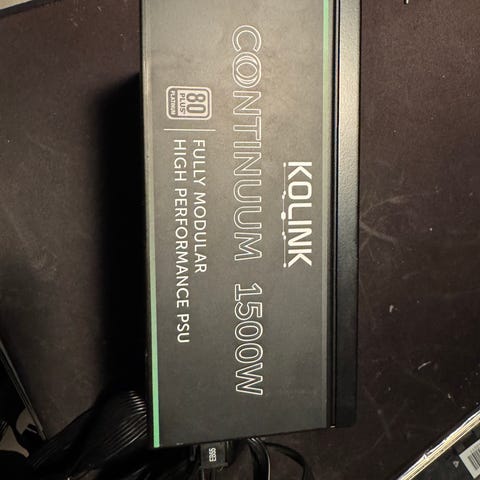 KOLINK
CONTINUUM 1500W
80
PLUS
PLATINUM
FULLY MODULAR
HIGH PERFORMANCE PSU